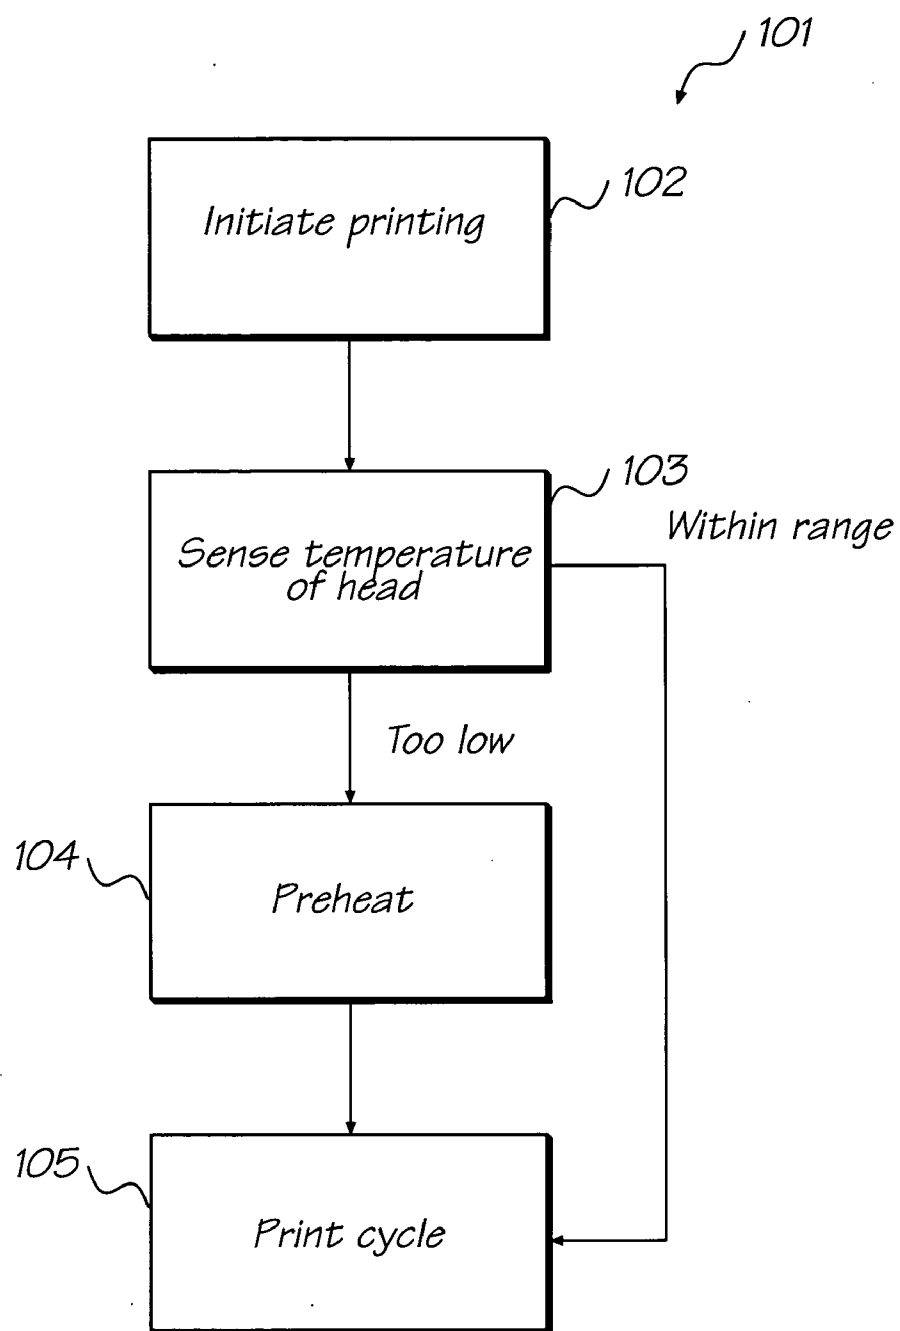 101
102
Initiate printing
103
Within range
Sense temperature
of head
Too low
104
Preheat
105
Print cycle